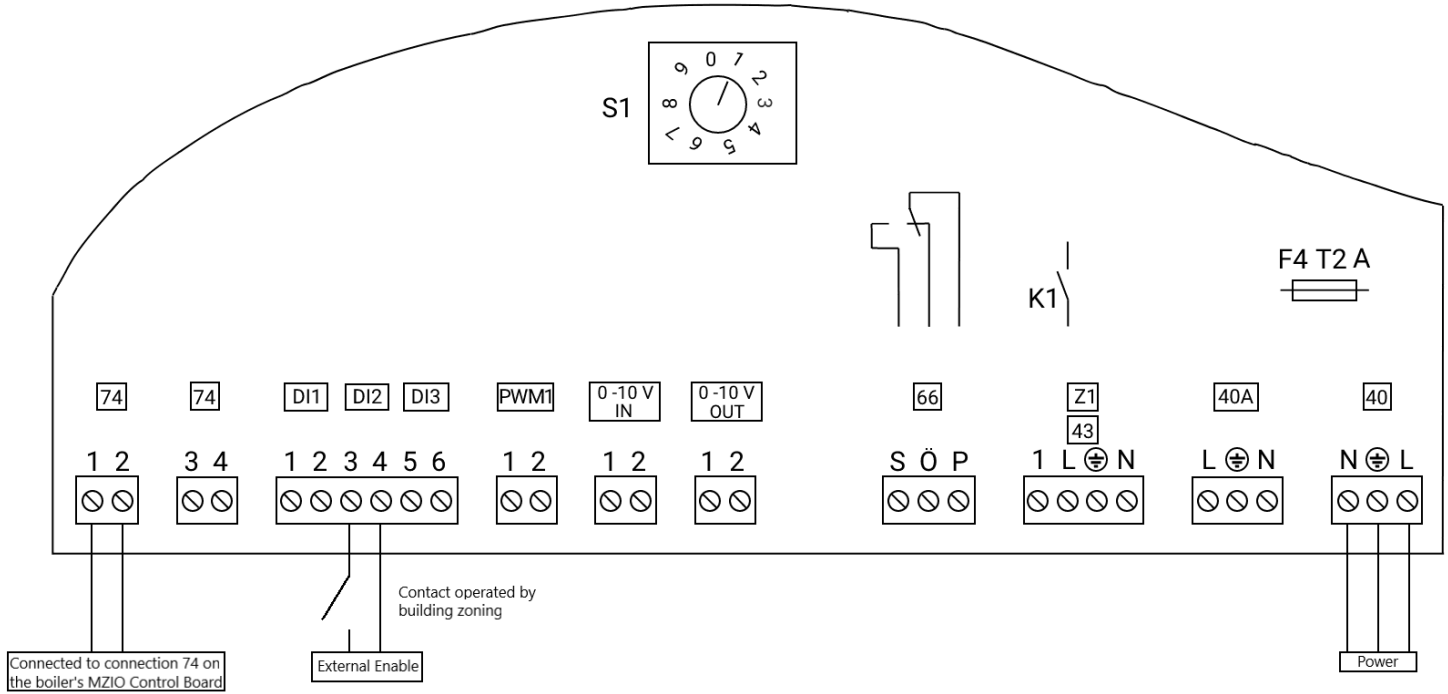 S1
0 1 2 3 4 5 6 7 8 9
K1
F4 T2 A
74
74
DI1
DI2
DI3
PWM1
0 -10 V
IN
0 -10 V
OUT
66
Z1
43
40A
40
1 2
3 4
1 2 3 4 5 6
1 2
1 2
1 2
S Ö P
1 L N
L N
N L
Contact operated by
building zoning
Connected to connection 74 on
the boiler's MZIO Control Board
External Enable
Power